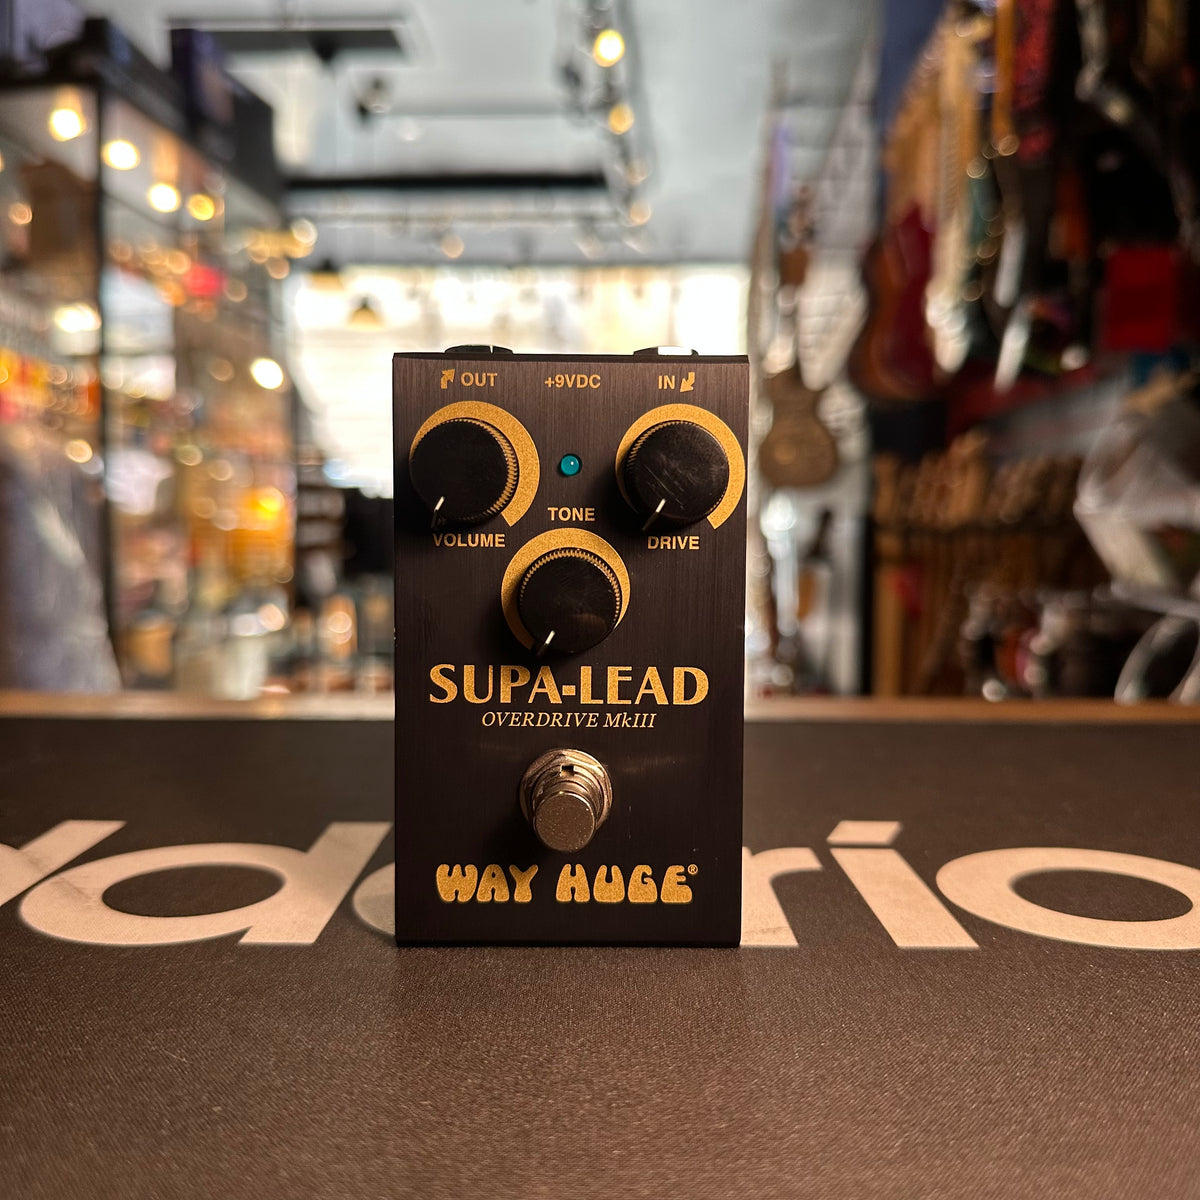 OUT +9VDC IN
TONE
VOLUME DRIVE
SUPA-LEAD
OVERDRIVE MkIII
WAY HUGE®